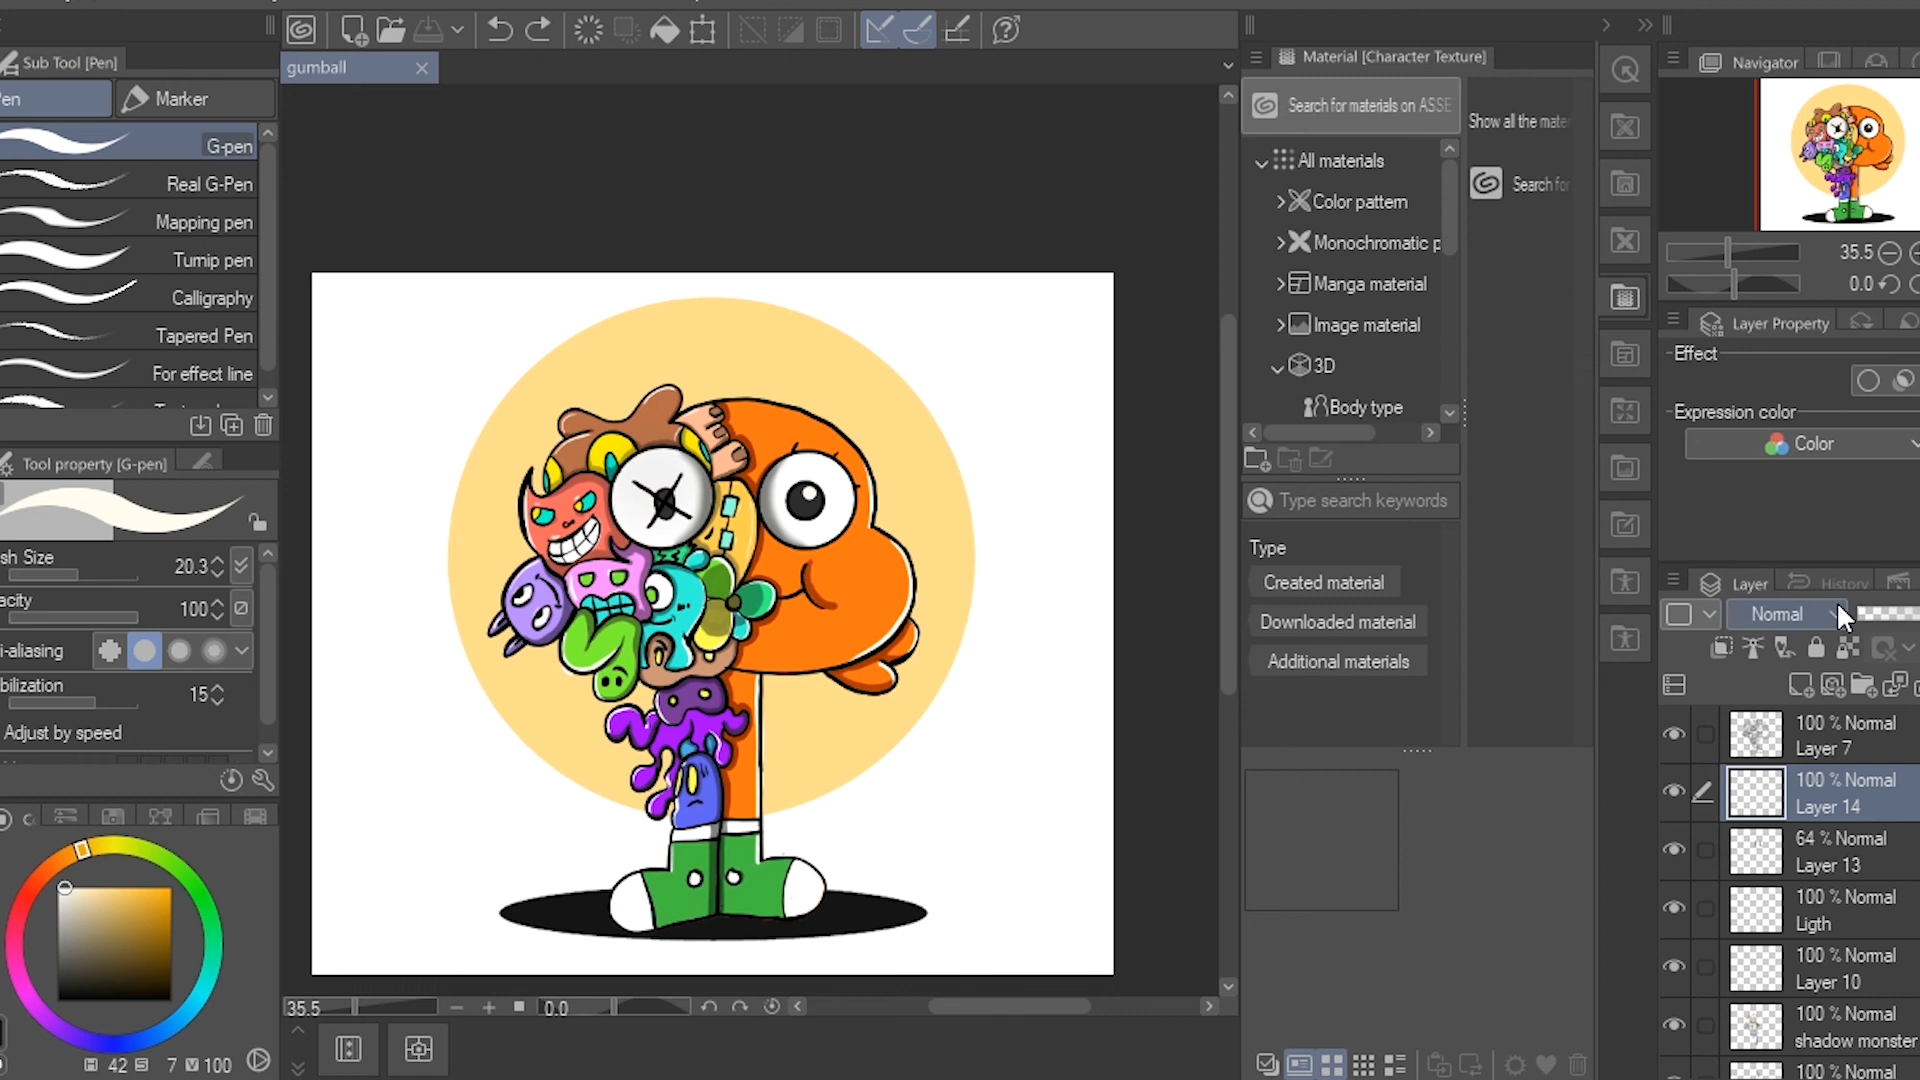 Sub Tool [Pen]
en
Marker
G-pen
Real G-Pen
Mapping pen
Turnip pen
Calligraphy
Tapered Pen
For effect line
Tool property [G-pen]
sh Size
20.3
acity
100
i-aliasing
bilization
15
Adjust by speed
42 S 7 V 100
gumball
35.5
0.0
Material [Character Texture]
Search for materials on ASSE
Show all the mate
Search for
All materials
Color pattern
Monochromatic p
Manga material
Image material
3D
Body type
Type search keywords
Type
Created material
Downloaded material
Additional materials
Navigator
35.5
0.0
Layer Property
Effect
Expression color
Color
Layer
History
Normal
100 % Normal
Layer 7
100 % Normal
Layer 14
64 % Normal
Layer 13
100 % Normal
Ligth
100 % Normal
Layer 10
100 % Normal
shadow monster
100 % Normal